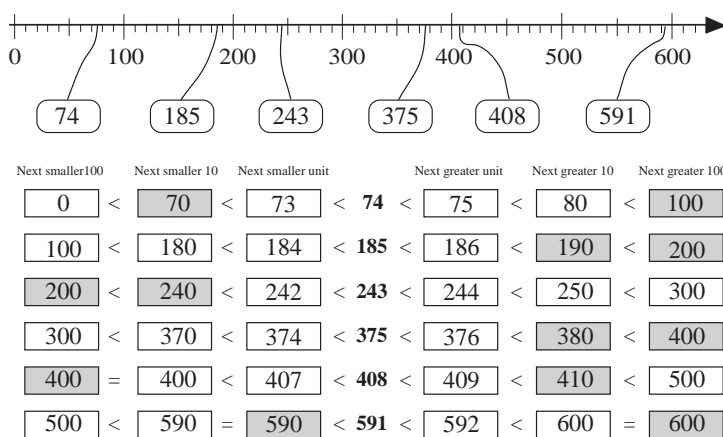 0 100 200 300 400 500 600
74 185 243 375 408 591
Next smaller100 Next smaller 10 Next smaller unit Next greater unit Next greater 10 Next greater 100
0 < 70 < 73 < 74 < 75 < 80 < 100
100 < 180 < 184 < 185 < 186 < 190 < 200
200 < 240 < 242 < 243 < 244 < 250 < 300
300 < 370 < 374 < 375 < 376 < 380 < 400
400 = 400 < 407 < 408 < 409 < 410 < 500
500 < 590 = 590 < 591 < 592 < 600 = 600